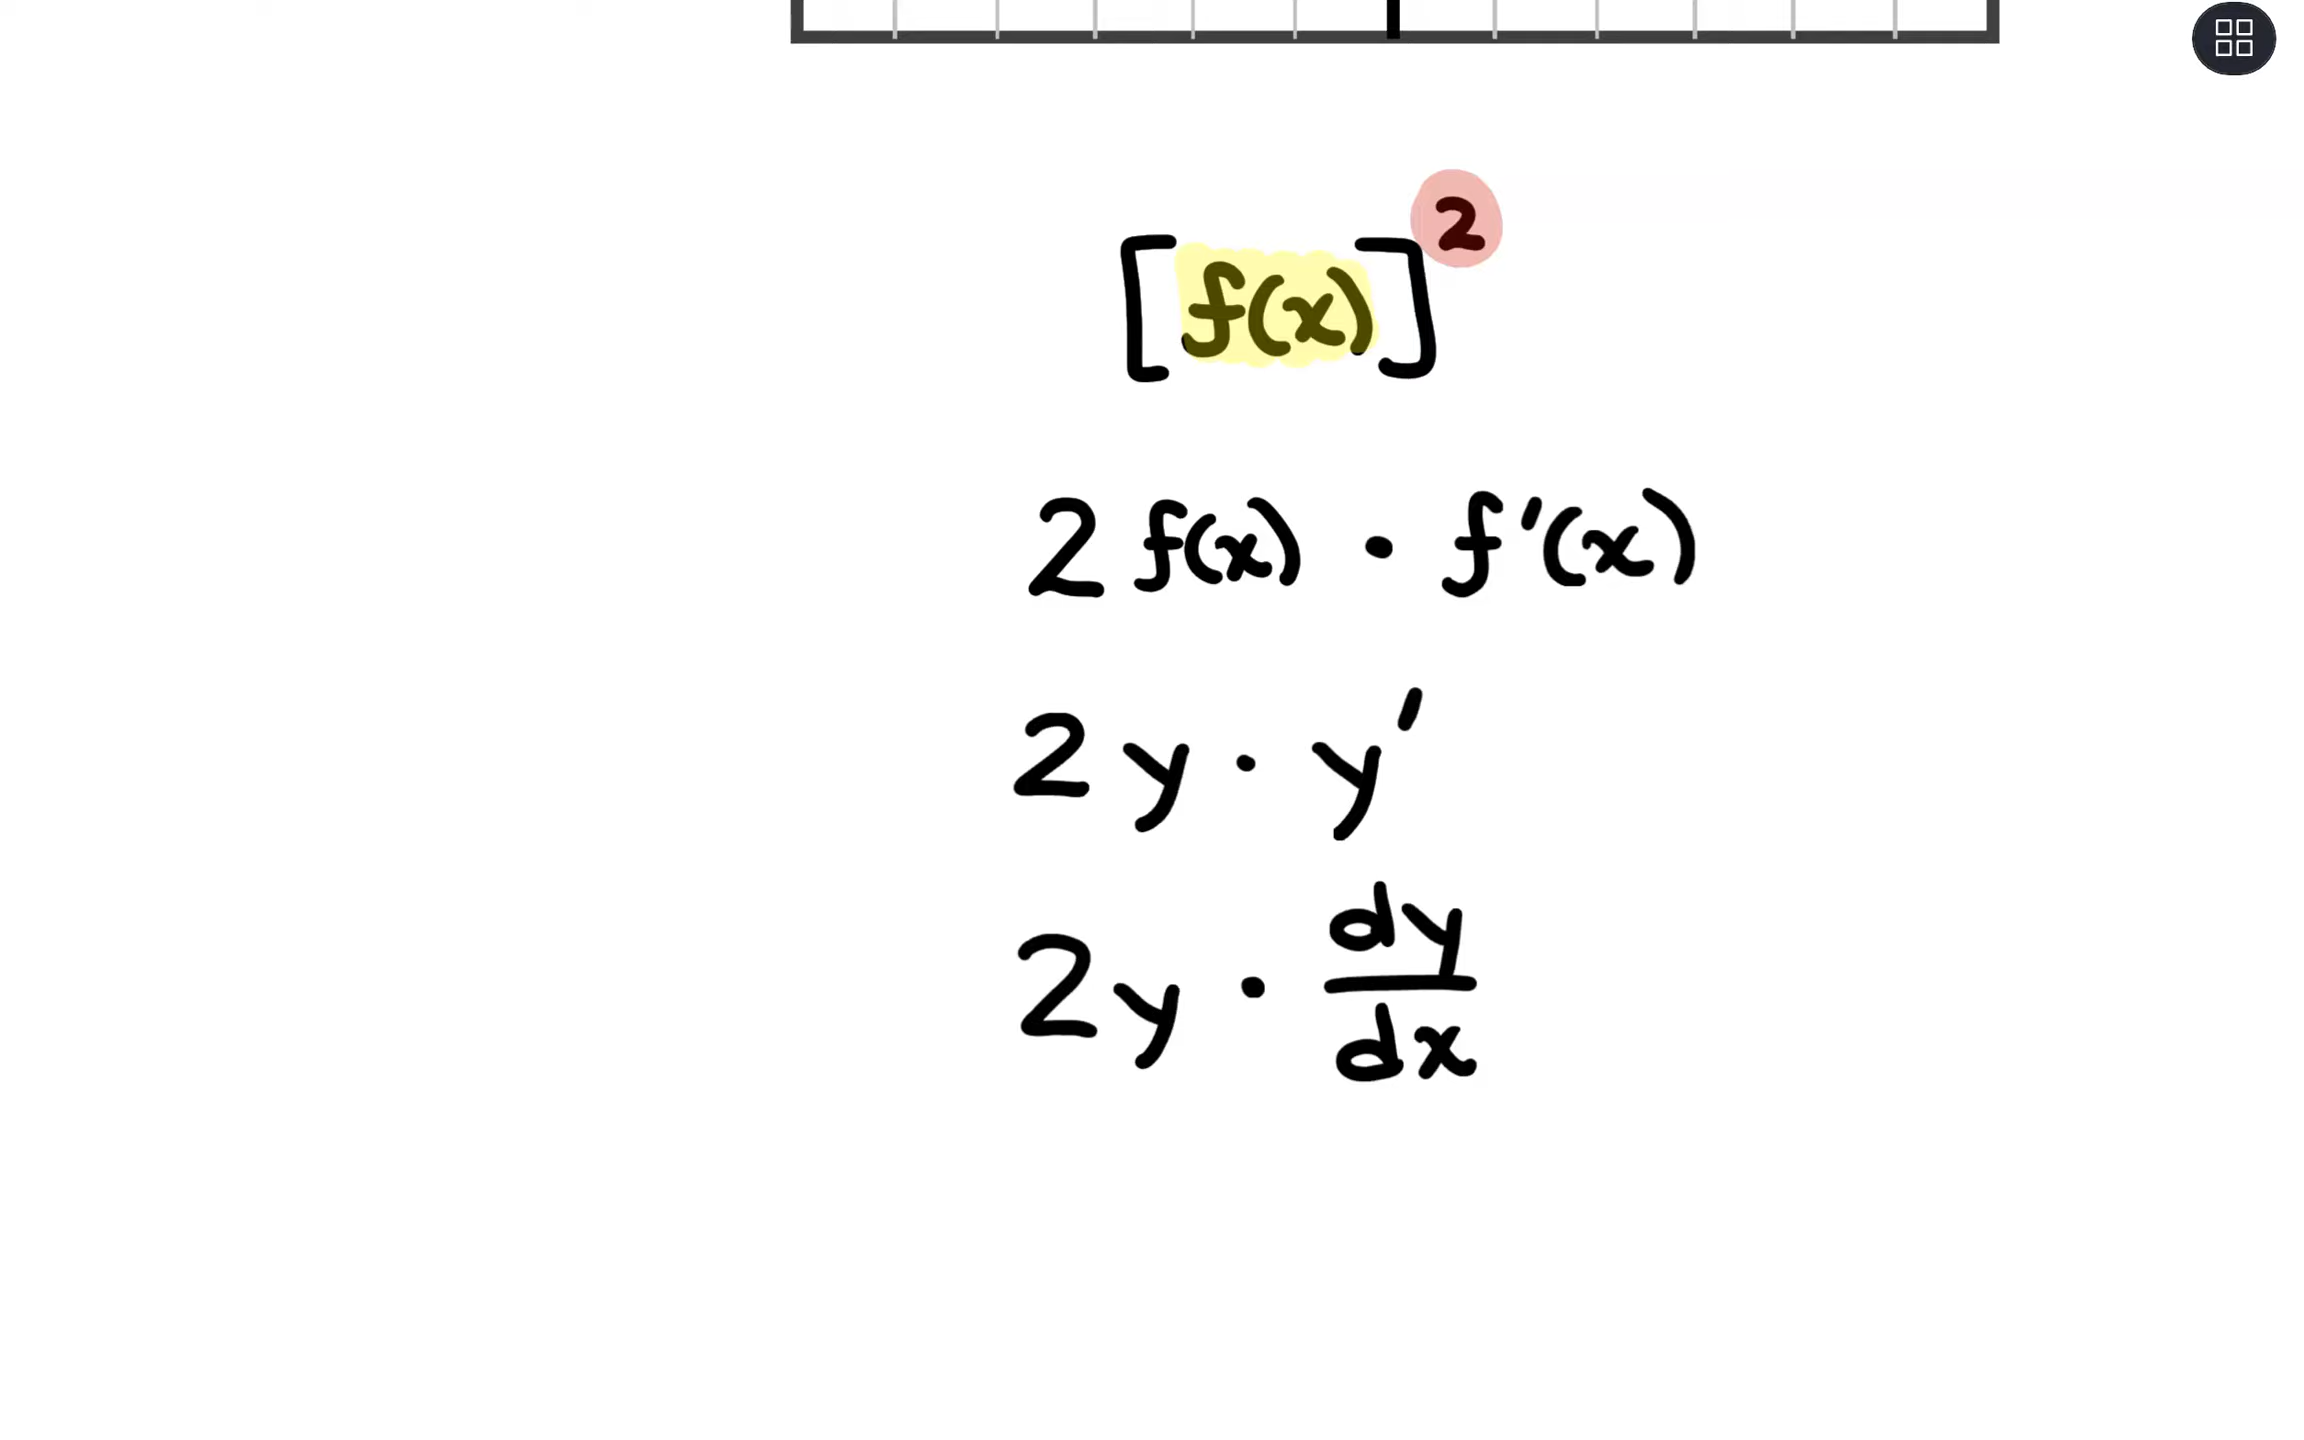 [f(x)]²
2 f(x) • f'(x)
2y • y'
2y • dy/dx